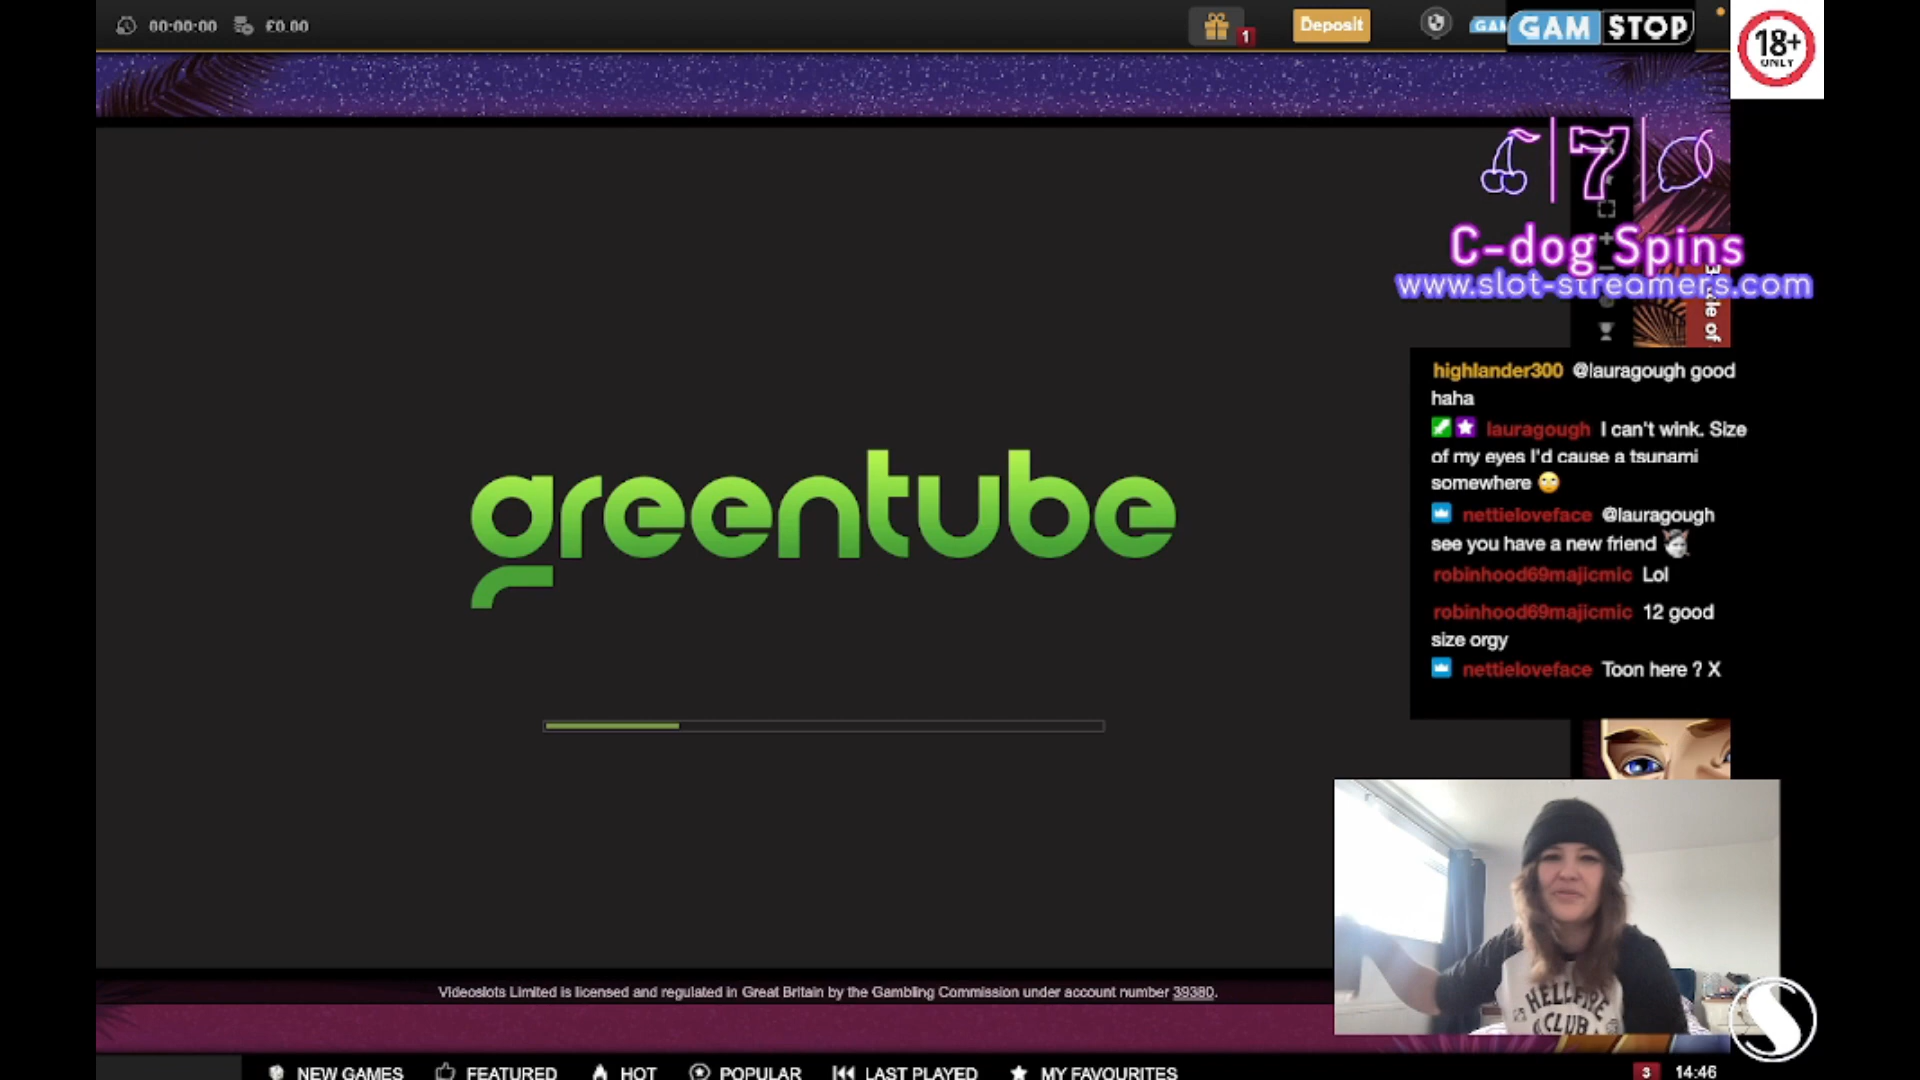 00:00:00 £0.00
1
Deposit
GAM
GAMSTOP
18+
ONLY
7
C-dog Spins
www.slot-streamers.com
highlander300 @lauragough good
haha
lauragough I can't wink. Size
of my eyes I'd cause a tsunami
somewhere 🙄
nettieloveface @lauragough
see you have a new friend
robinhood69majicmic Lol
robinhood69majicmic 12 good
size orgy
nettieloveface Toon here ? X
greentube
HELLFIRE
CLUB
Videoslots Limited is licensed and regulated in Great Britain by the Gambling Commission under account number 39380.
NEW GAMES FEATURED HOT POPULAR LAST PLAYED MY FAVOURITES
3 14:46